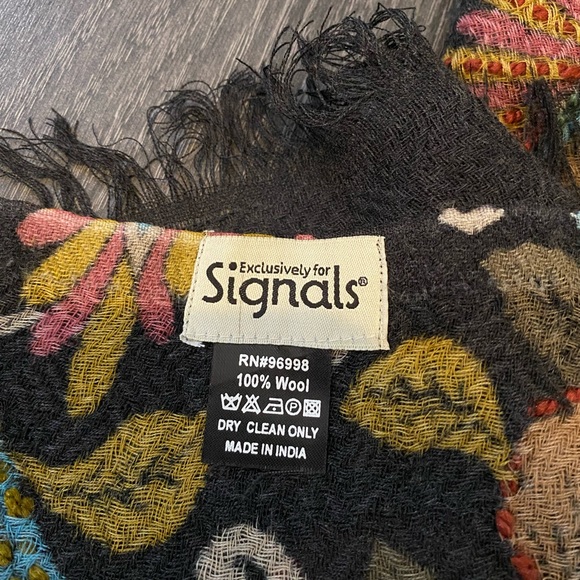 Exclusively for
Signals®
RN#96998
100% Wool
DRY CLEAN ONLY
MADE IN INDIA